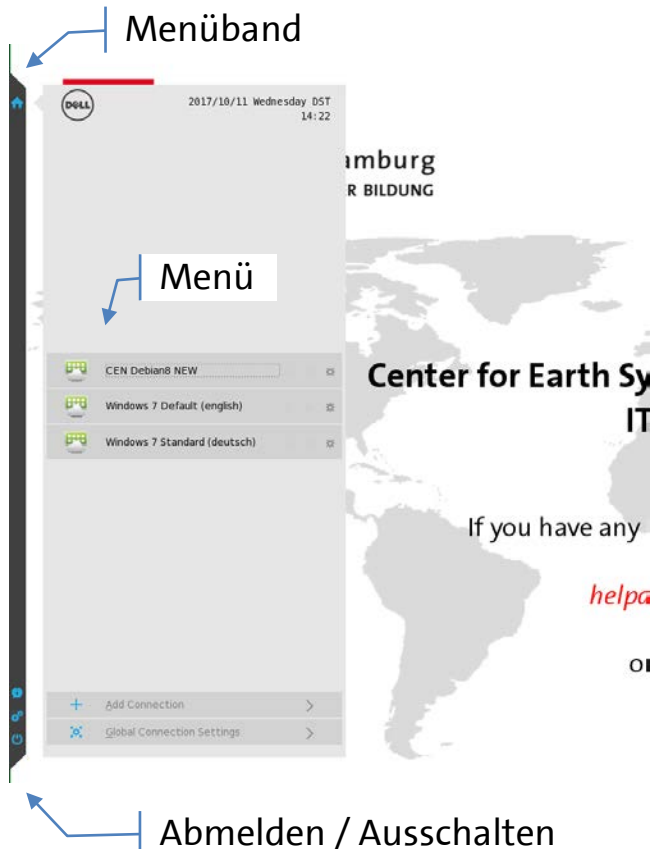 Menüband
DELL
2017/10/11 Wednesday DST
14:22
amburg
R BILDUNG
Menü
CEN Debian8 NEW
Windows 7 Default (english)
Windows 7 Standard (deutsch)
Center for Earth Sy
IT
If you have any
helpa
or
Add Connection
Global Connection Settings
Abmelden / Ausschalten